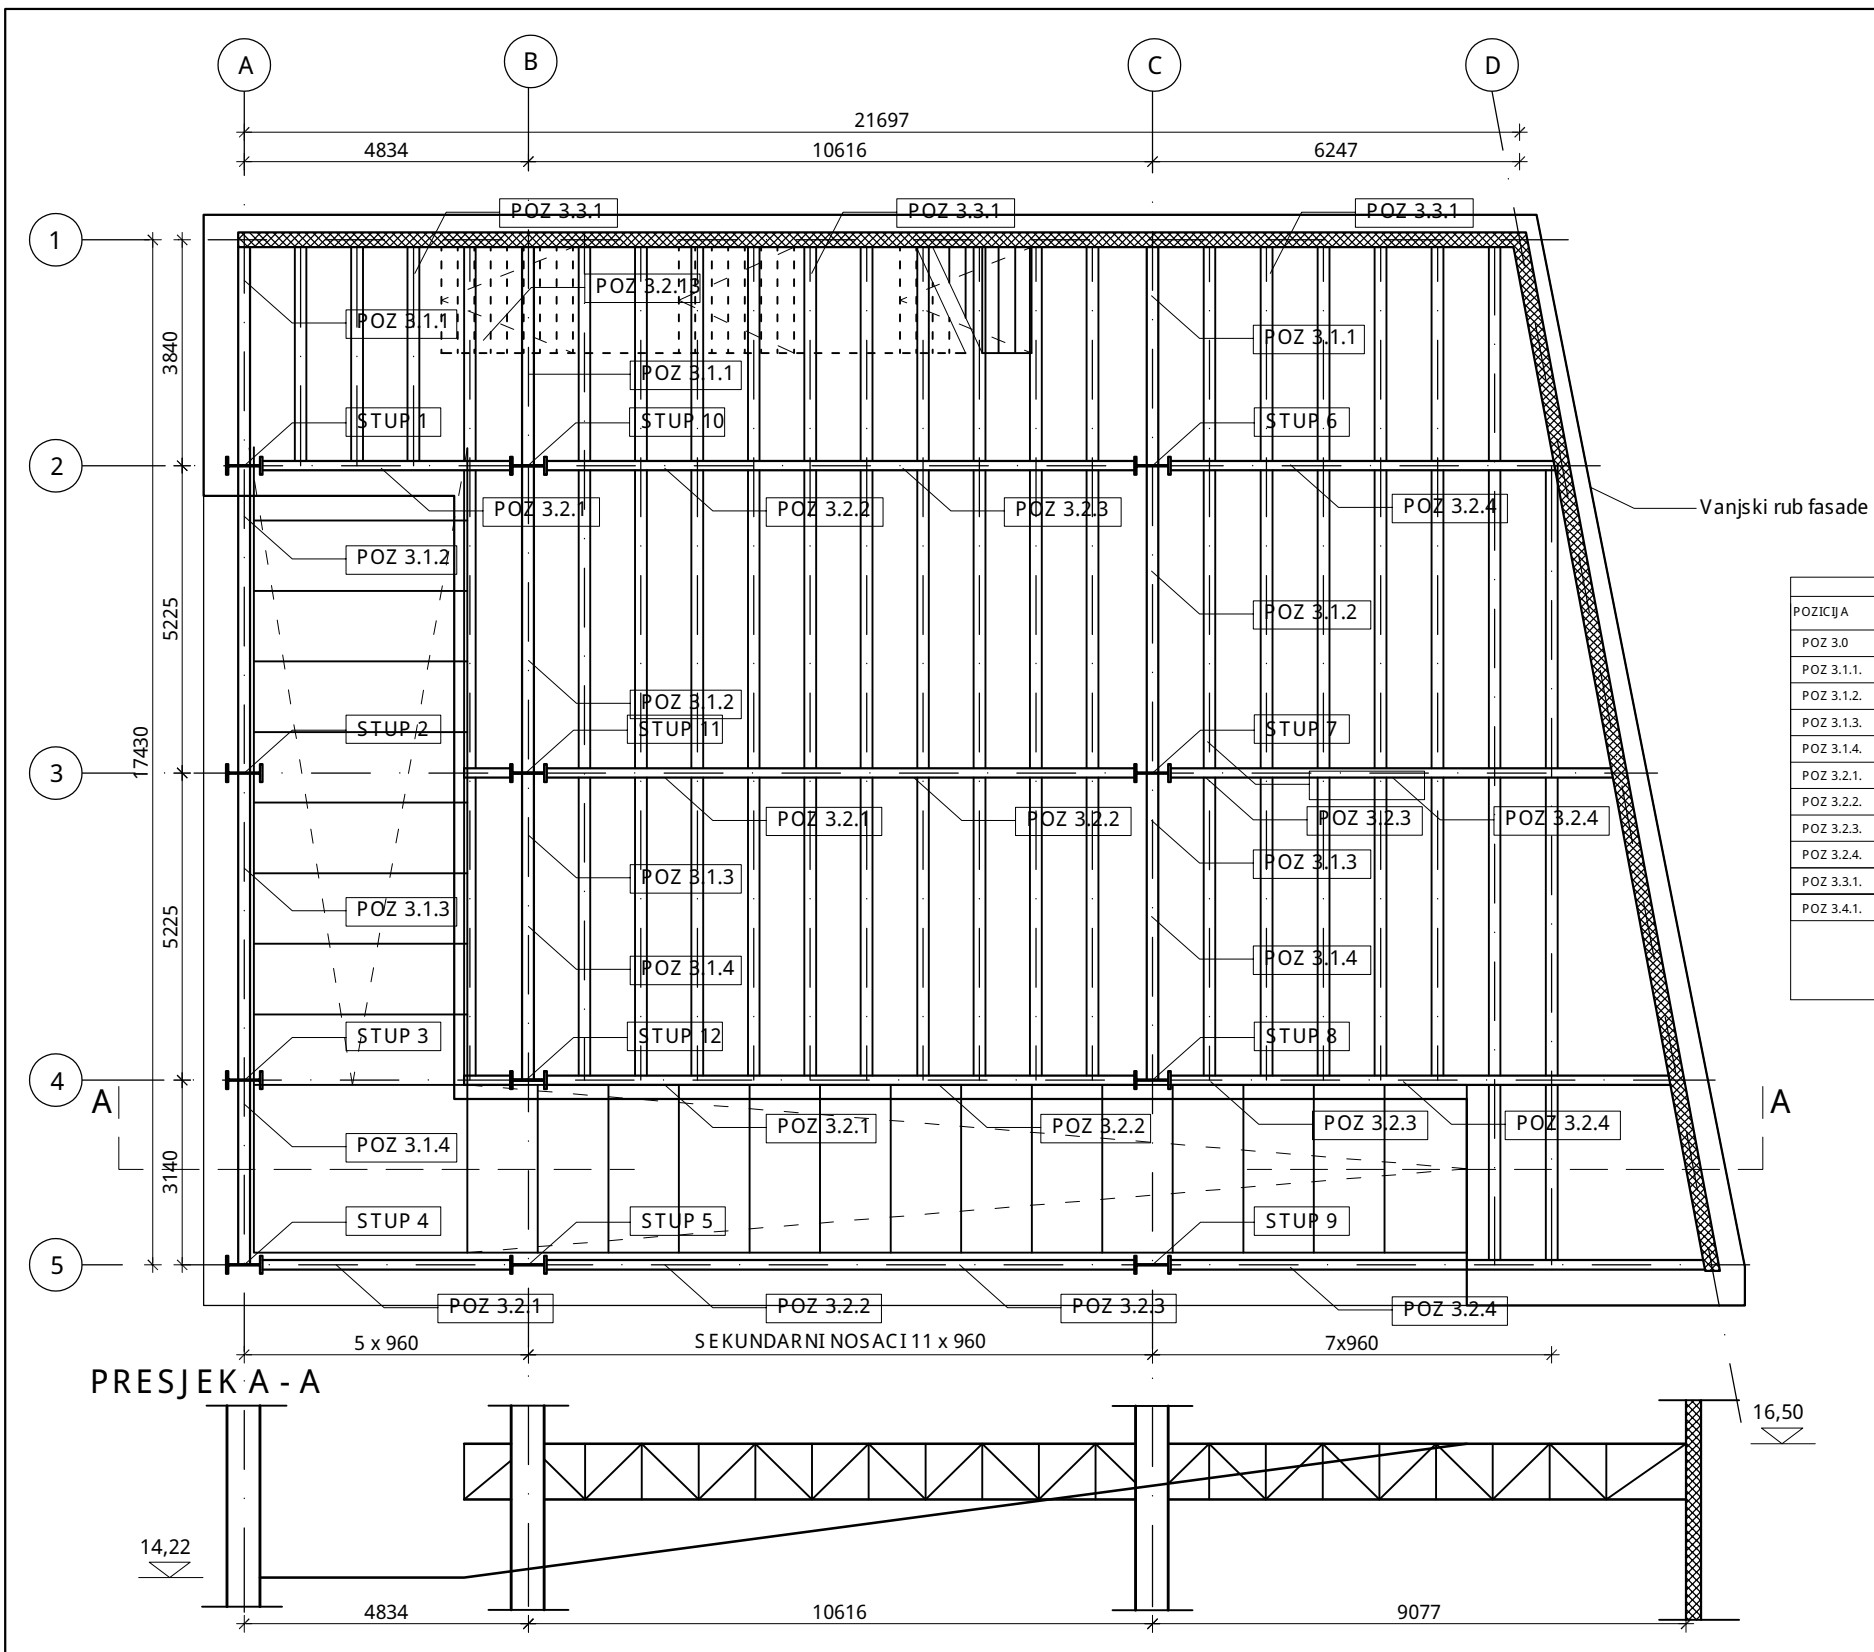 A
B
C
D
21697
4834
10616
6247
1
POZ 3.3.1
POZ 3.3.1
POZ 3.3.1
POZ 3.2.13
POZ 3.1.1
POZ 3.1.1
3840
POZ 3.1.1
STUP 1
STUP 10
STUP 6
2
POZ 3.2.1
POZ 3.2.2
POZ 3.2.3
POZ 3.2.4
Vanjski rub fasade
POZ 3.1.2
5225
POZ 3.1.2
POZICIJA
POZ 3.0
POZ 3.1.1.
POZ 3.1.2.
POZ 3.1.3.
POZ 3.1.4.
POZ 3.2.1.
POZ 3.2.2.
POZ 3.2.3.
POZ 3.2.4.
POZ 3.3.1.
POZ 3.4.1.
POZ 3.1.2
STUP 2
STUP 11
STUP 7
17430
3
POZ 3.2.1
POZ 3.2.2
POZ 3.2.3
POZ 3.2.4
POZ 3.1.3
POZ 3.1.3
POZ 3.1.3
5225
POZ 3.1.4
POZ 3.1.4
STUP 3
STUP 12
STUP 8
4
A
A
POZ 3.2.1
POZ 3.2.2
POZ 3.2.3
POZ 3.2.4
POZ 3.1.4
3140
STUP 4
STUP 5
STUP 9
5
POZ 3.2.1
POZ 3.2.2
POZ 3.2.3
POZ 3.2.4
5 x 960
SEKUNDARNI NOSACI 11 x 960
7x960
PRESJEK A - A
16,50
14,22
4834
10616
9077